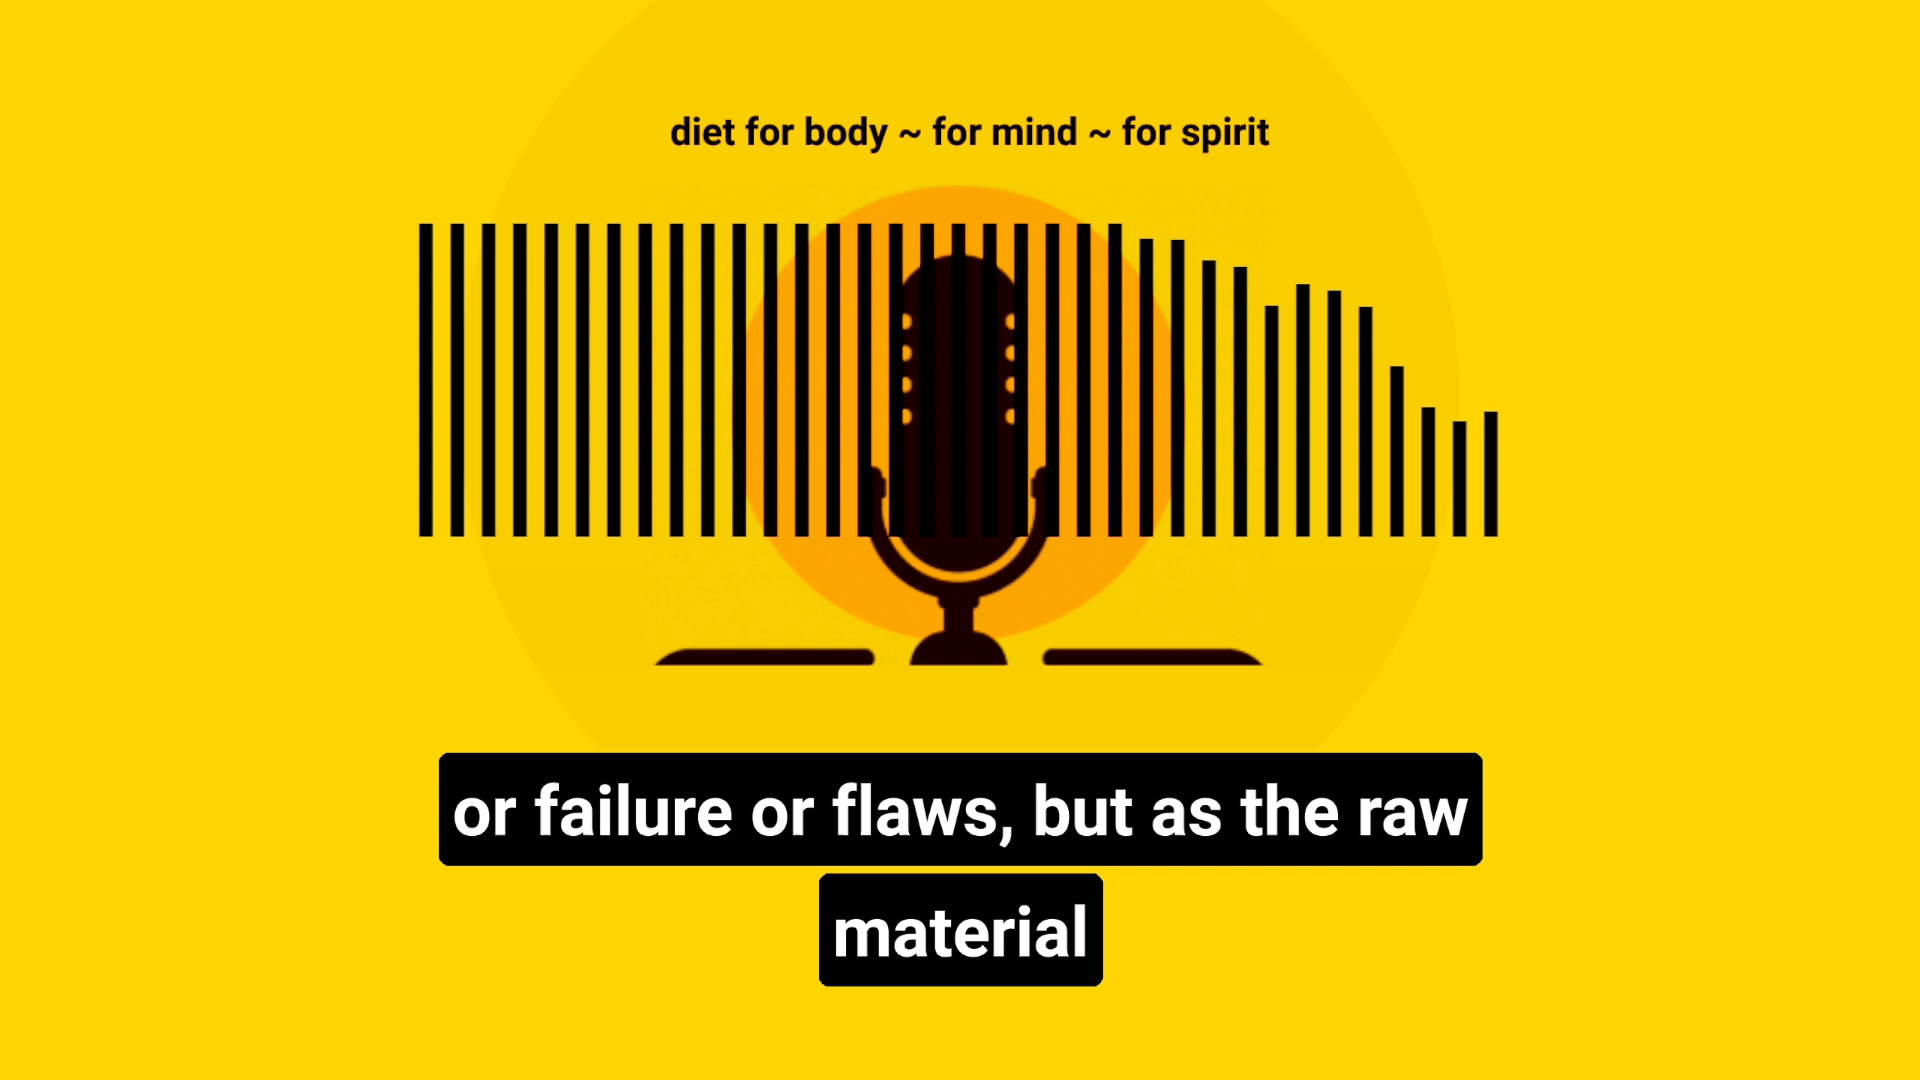 diet for body ~ for mind ~ for spirit
or failure or flaws, but as the raw
material